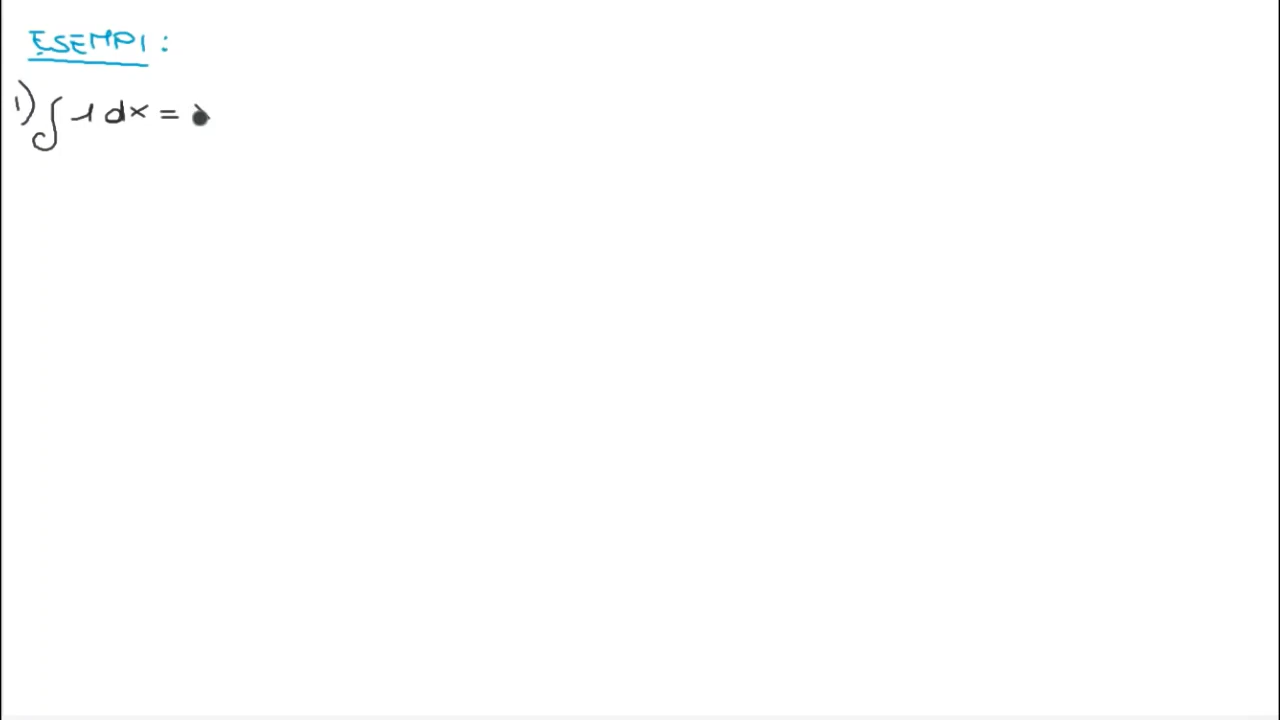 ESEMPI:
1) ∫ 1 dx =